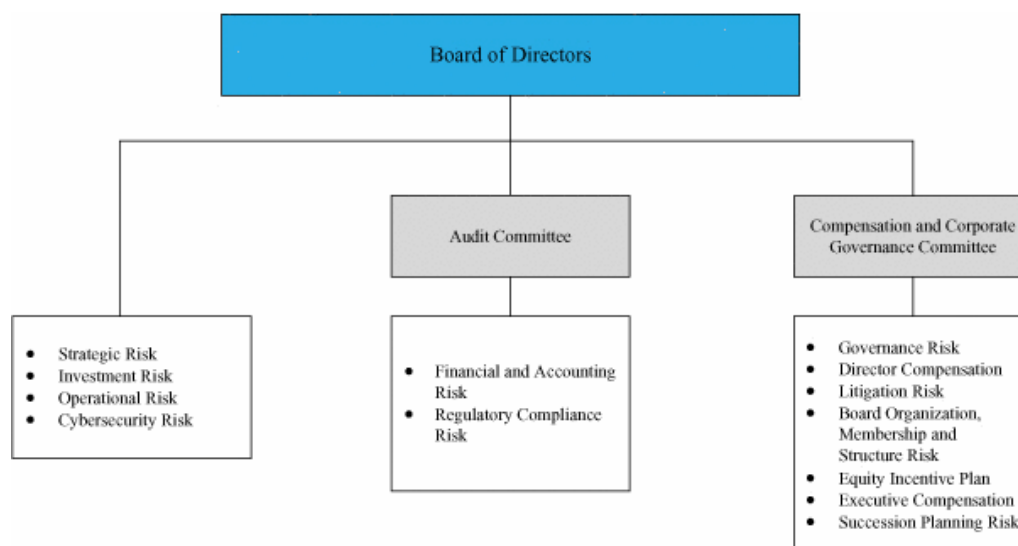 Board of Directors
Audit Committee
Compensation and Corporate
Governance Committee
● Strategic Risk
● Investment Risk
● Operational Risk
● Cybersecurity Risk
● Financial and Accounting
Risk
● Regulatory Compliance
Risk
● Governance Risk
● Director Compensation
● Litigation Risk
● Board Organization,
Membership and
Structure Risk
● Equity Incentive Plan
● Executive Compensation
● Succession Planning Risk